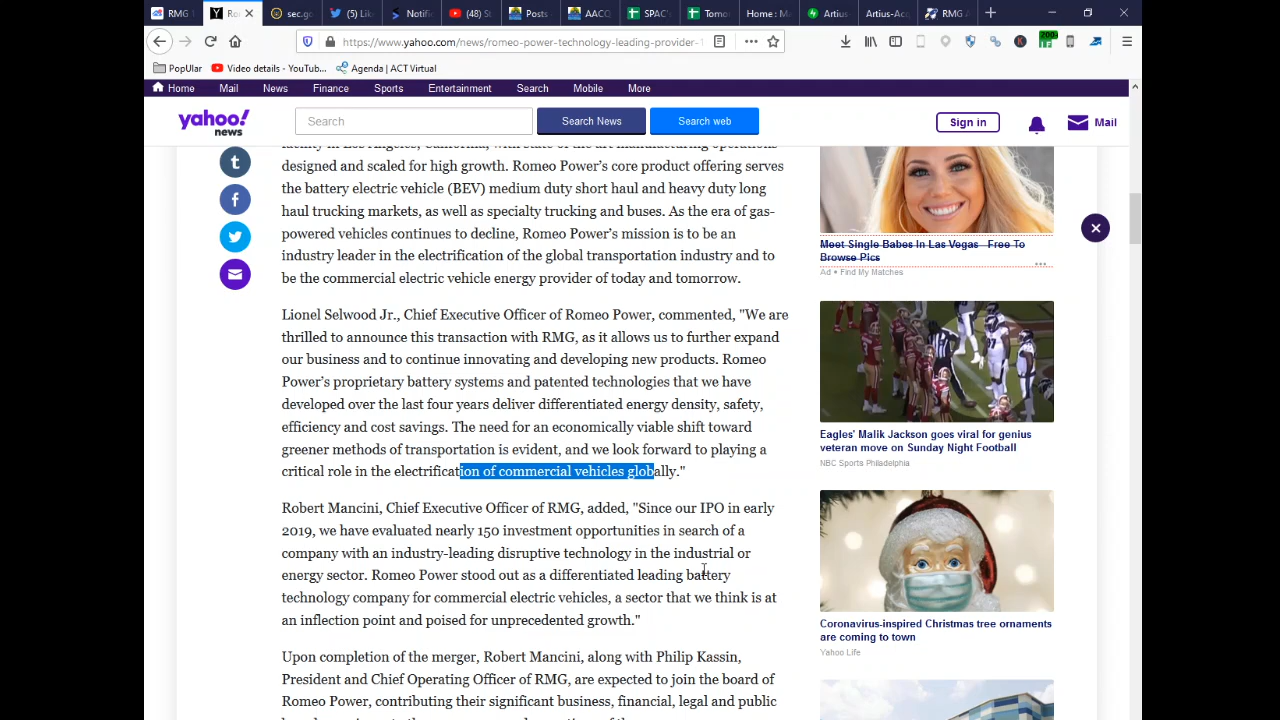 RMG
Ro
sec.go
(5) Lik
Notific
(48) St
Posts
AACQ
SPAC's
Tomor
Home : M
Artius
Artius-Acq
RMG A
https://www.yahoo.com/news/romeo-power-technology-leading-provider-1
200+
PopUlar
Video details - YouTub...
Agenda | ACT Virtual
Home Mail News Finance Sports Entertainment Search Mobile More
yahoo!
news
Search
Search News
Search web
Sign in
Mail
designed and scaled for high growth. Romeo Power's core product offering serves
the battery electric vehicle (BEV) medium duty short haul and heavy duty long
haul trucking markets, as well as specialty trucking and buses. As the era of gas-
powered vehicles continues to decline, Romeo Power's mission is to be an
industry leader in the electrification of the global transportation industry and to
be the commercial electric vehicle energy provider of today and tomorrow.
Lionel Selwood Jr., Chief Executive Officer of Romeo Power, commented, "We are
thrilled to announce this transaction with RMG, as it allows us to further expand
our business and to continue innovating and developing new products. Romeo
Power's proprietary battery systems and patented technologies that we have
developed over the last four years deliver differentiated energy density, safety,
efficiency and cost savings. The need for an economically viable shift toward
greener methods of transportation is evident, and we look forward to playing a
critical role in the electrification of commercial vehicles globally."
Robert Mancini, Chief Executive Officer of RMG, added, "Since our IPO in early
2019, we have evaluated nearly 150 investment opportunities in search of a
company with an industry-leading disruptive technology in the industrial or
energy sector. Romeo Power stood out as a differentiated leading battery
technology company for commercial electric vehicles, a sector that we think is at
an inflection point and poised for unprecedented growth."
Upon completion of the merger, Robert Mancini, along with Philip Kassin,
President and Chief Operating Officer of RMG, are expected to join the board of
Romeo Power, contributing their significant business, financial, legal and public
Meet Single Babes In Las Vegas - Free To
Browse Pics
Ad • Find My Matches
Eagles' Malik Jackson goes viral for genius
veteran move on Sunday Night Football
NBC Sports Philadelphia
Coronavirus-inspired Christmas tree ornaments
are coming to town
Yahoo Life